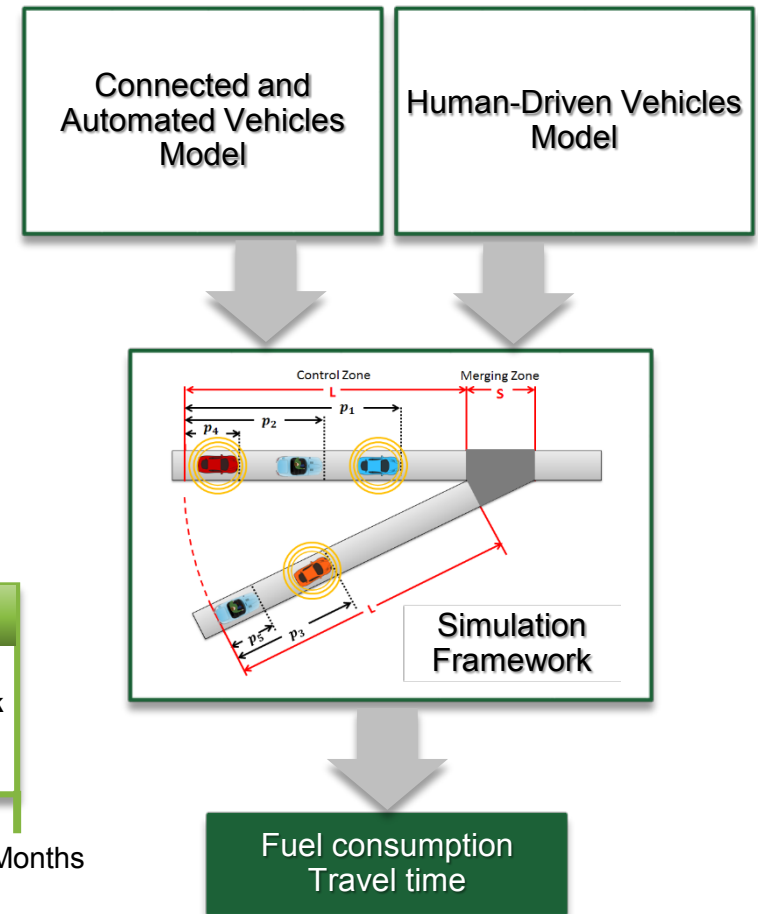 Connected and
Automated Vehicles
Model
Human-Driven Vehicles
Model
Control Zone
Merging Zone
L
S
p₁
p₂
p₄
p₅
p₃
L
Simulation
Framework
Months
Fuel consumption
Travel time